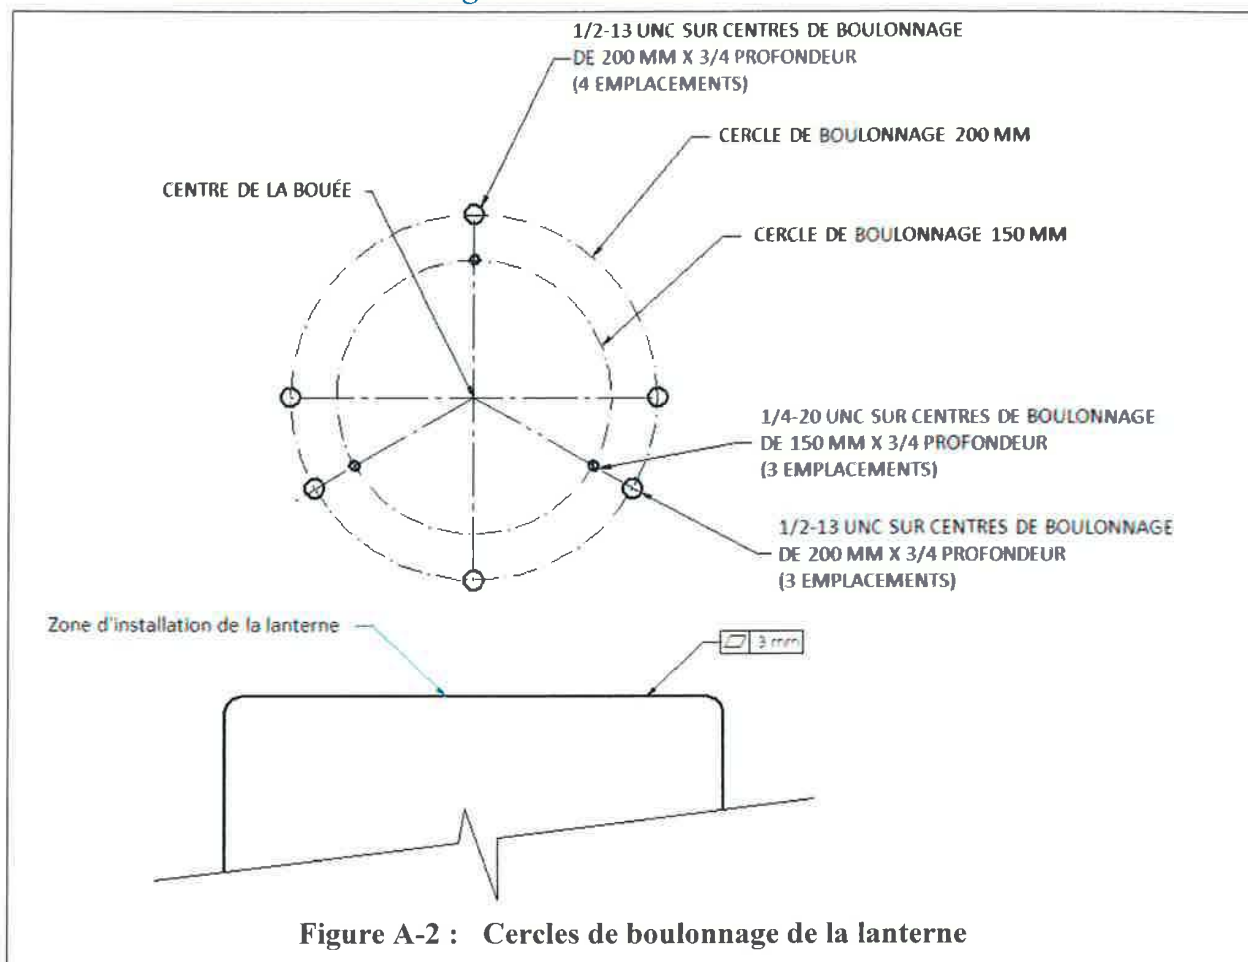 1/2-13 UNC SUR CENTRES DE BOULONNAGE
DE 200 MM X 3/4 PROFONDEUR
(4 EMPLACEMENTS)
CERCLE DE BOULONNAGE 200 MM
CENTRE DE LA BOUÉE
CERCLE DE BOULONNAGE 150 MM
1/4-20 UNC SUR CENTRES DE BOULONNAGE
DE 150 MM X 3/4 PROFONDEUR
(3 EMPLACEMENTS)
1/2-13 UNC SUR CENTRES DE BOULONNAGE
DE 200 MM X 3/4 PROFONDEUR
(3 EMPLACEMENTS)
Zone d'installation de la lanterne
3 mm
Figure A-2 : Cercles de boulonnage de la lanterne